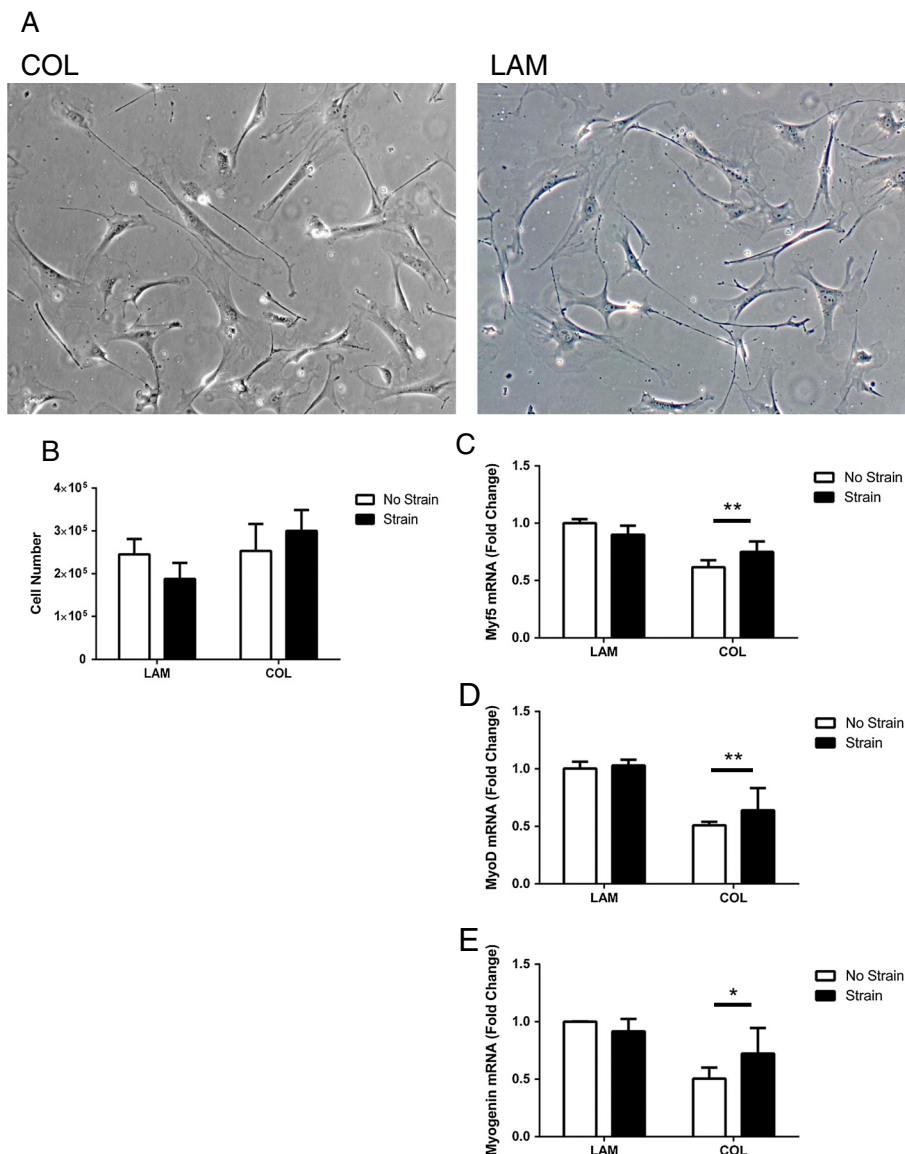 A
COL
LAM
B
4×10⁵
3×10⁵
2×10⁵
1×10⁵
0
Cell Number
LAM
COL
No Strain
Strain
C
1.5
1.0
0.5
0.0
Myf5 mRNA (Fold Change)
**
LAM
COL
No Strain
Strain
D
1.5
1.0
0.5
0.0
MyoD mRNA (Fold Change)
**
LAM
COL
No Strain
Strain
E
1.5
1.0
0.5
0.0
Myogenin mRNA (Fold Change)
*
LAM
COL
No Strain
Strain